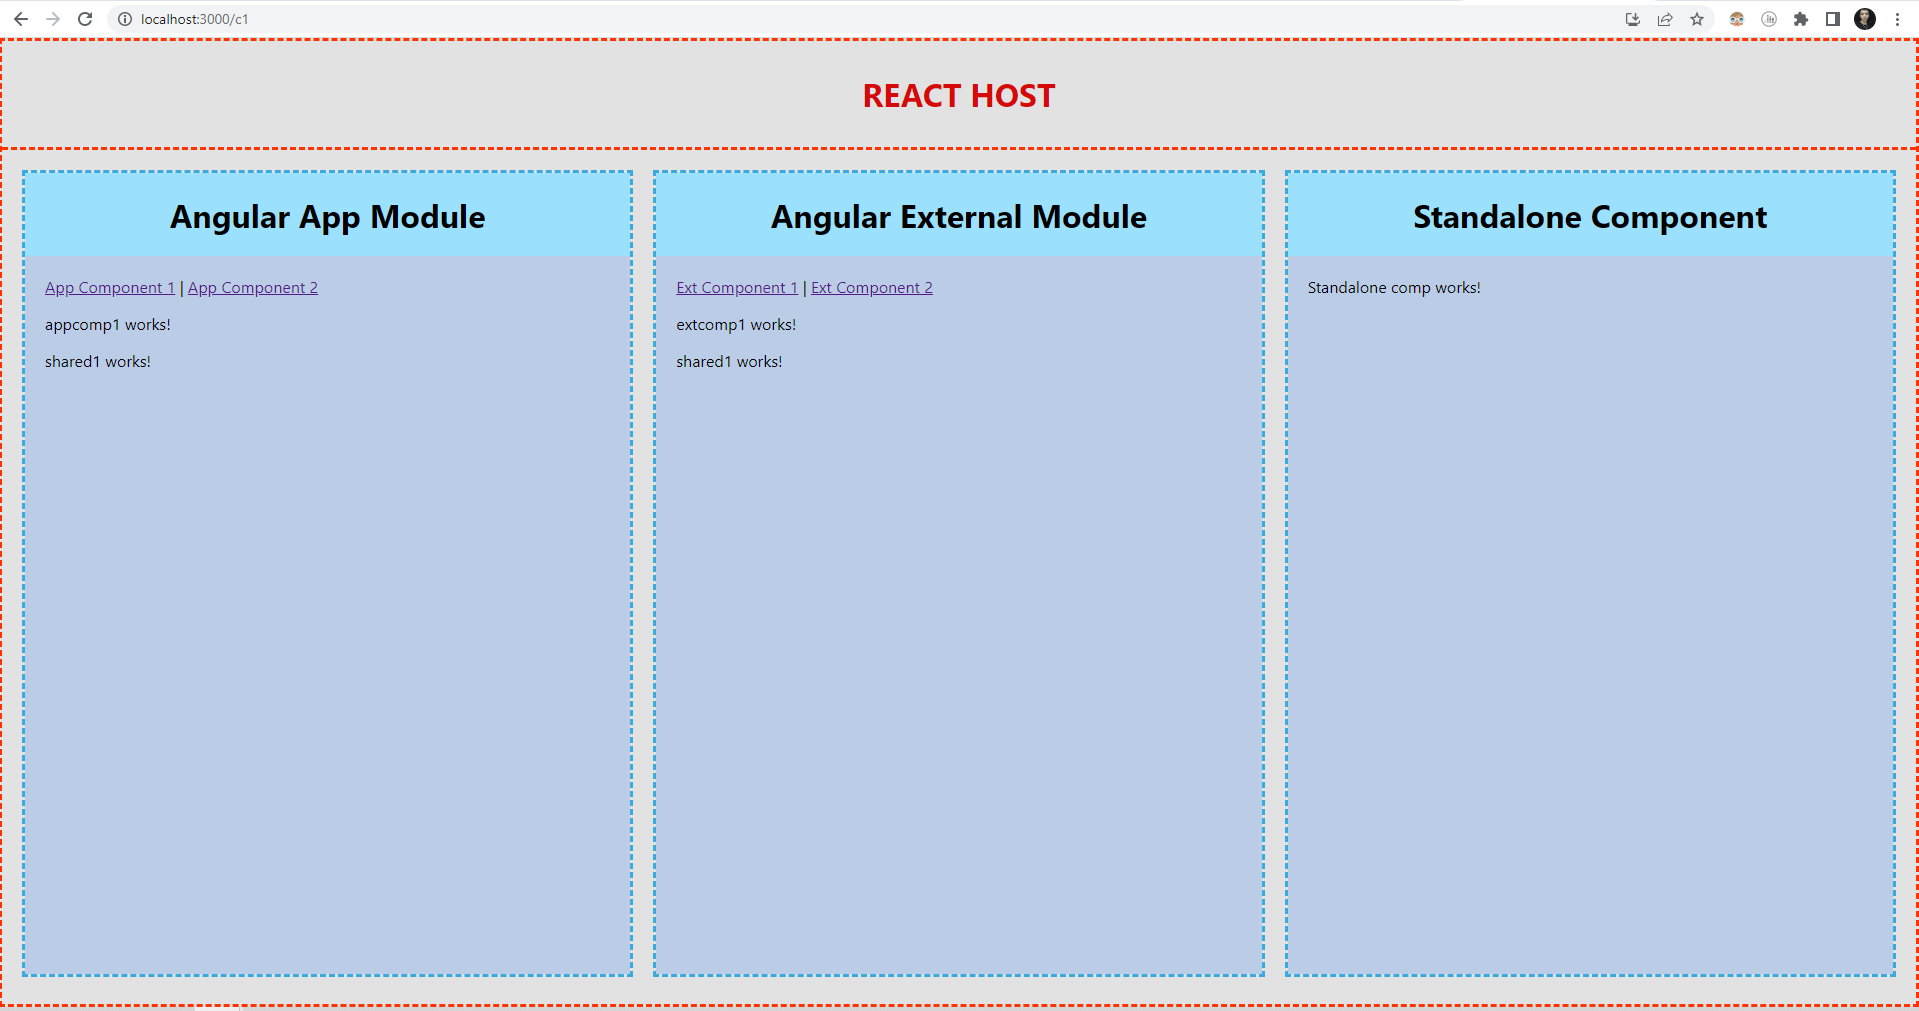 localhost:3000/c1
REACT HOST
Angular App Module
App Component 1 | App Component 2
appcomp1 works!
shared1 works!
Angular External Module
Ext Component 1 | Ext Component 2
extcomp1 works!
shared1 works!
Standalone Component
Standalone comp works!